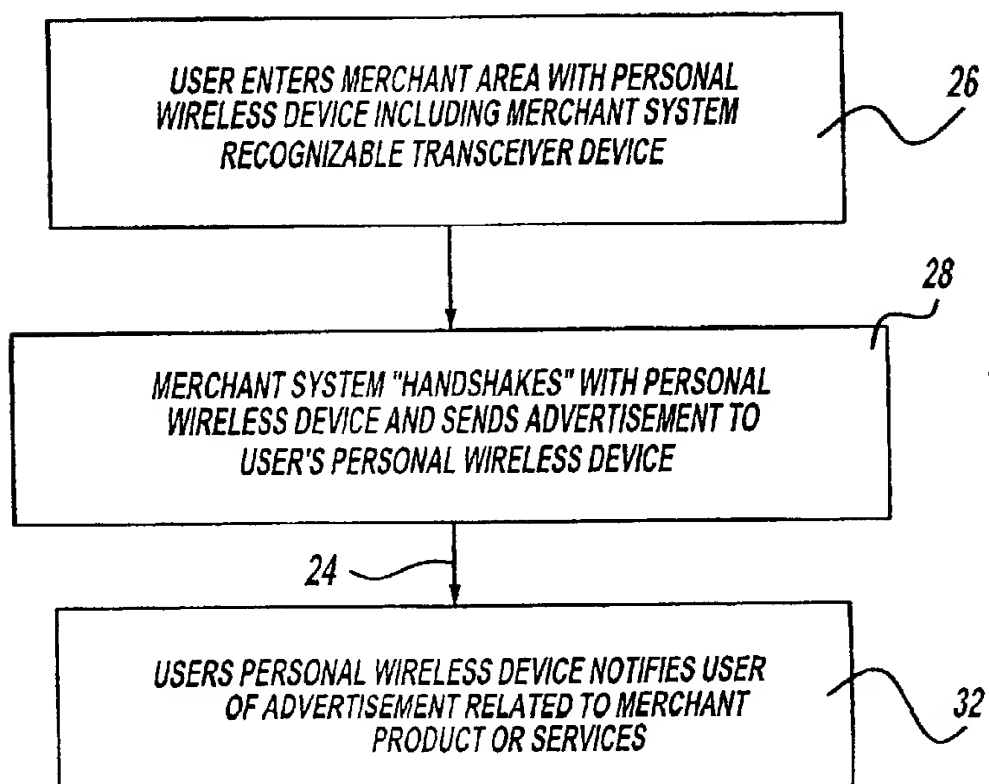 USER ENTERS MERCHANT AREA WITH PERSONAL
WIRELESS DEVICE INCLUDING MERCHANT SYSTEM
RECOGNIZABLE TRANSCEIVER DEVICE
26
28
MERCHANT SYSTEM "HANDSHAKES" WITH PERSONAL
WIRELESS DEVICE AND SENDS ADVERTISEMENT TO
USER'S PERSONAL WIRELESS DEVICE
24
USERS PERSONAL WIRELESS DEVICE NOTIFIES USER
OF ADVERTISEMENT RELATED TO MERCHANT
PRODUCT OR SERVICES
32